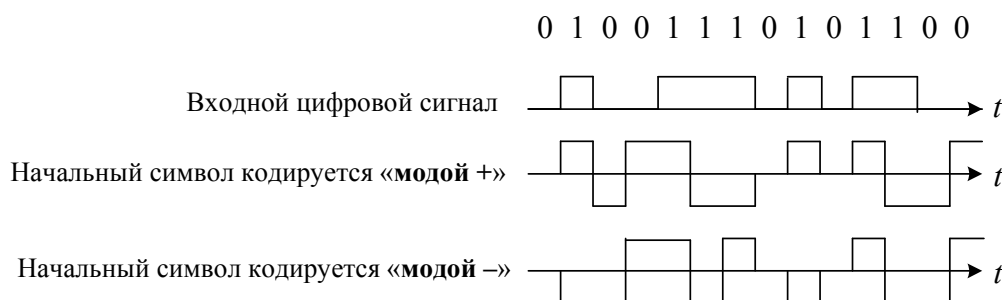 0 1 0 0 1 1 1 0 1 0 1 1 0 0
Входной цифровой сигнал
t
Начальный символ кодируется «модой +»
t
Начальный символ кодируется «модой –»
t